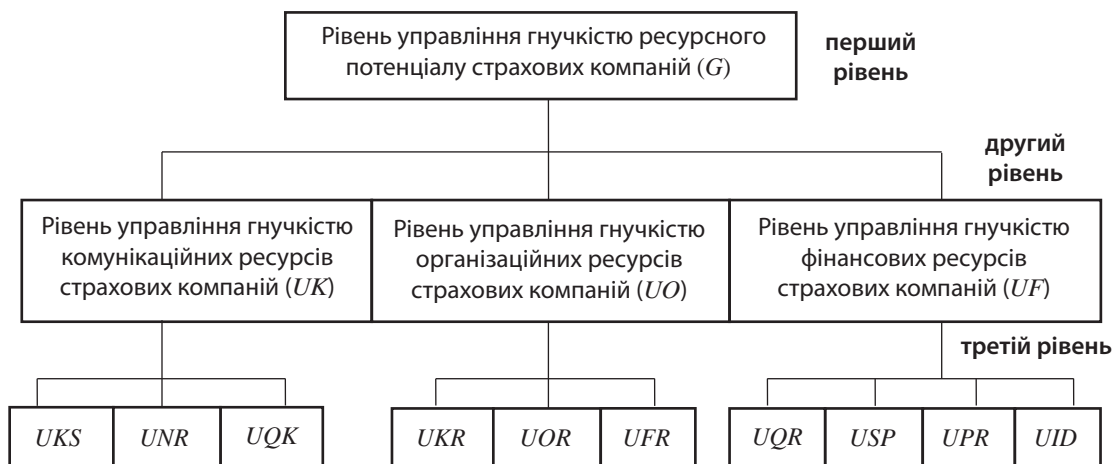 Рівень управління гнучкістю ресурсного
потенціалу страхових компаній (G)
перший
рівень
другий
рівень
Рівень управління гнучкістю
комунікаційних ресурсів
страхових компаній (UK)
Рівень управління гнучкістю
організаційних ресурсів
страхових компаній (UO)
Рівень управління гнучкістю
фінансових ресурсів
страхових компаній (UF)
третій рівень
UKS
UNR
UQK
UKR
UOR
UFR
UQR
USP
UPR
UID